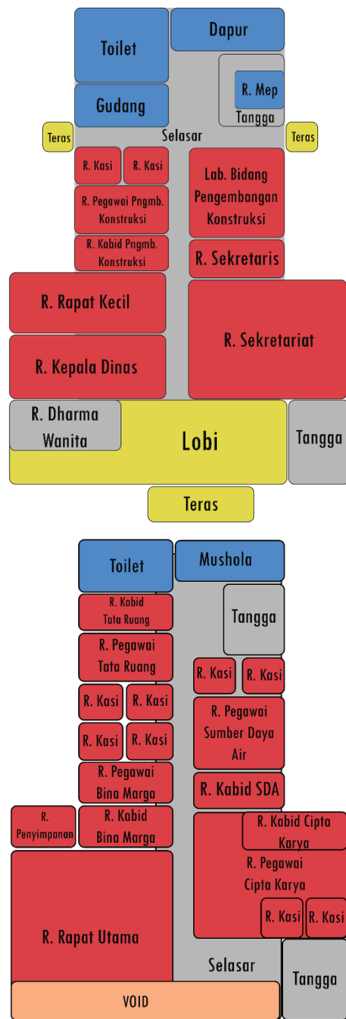 Toilet
Dapur
Gudang
R. Mep
Tangga
Teras
Selasar
Teras
R. Kasi
R. Kasi
Lab. Bidang
Pengembangan
Konstruksi
R. Pegawai Pngmb.
Konstruksi
R. Kabid Pngmb.
Konstruksi
R. Sekretaris
R. Rapat Kecil
R. Sekretariat
R. Kepala Dinas
R. Dharma
Wanita
Lobi
Tangga
Teras
Toilet
Mushola
R. Kabid
Tata Ruang
Tangga
R. Pegawai
Tata Ruang
R. Kasi
R. Kasi
R. Kasi
R. Kasi
R. Pegawai
Sumber Daya
Air
R. Kasi
R. Kasi
R. Pegawai
Bina Marga
R. Kabid SDA
R.
Penyimpanan
R. Kabid
Bina Marga
R. Kabid Cipta
Karya
R. Pegawai
Cipta Karya
R. Kasi
R. Kasi
R. Rapat Utama
Selasar
Tangga
VOID